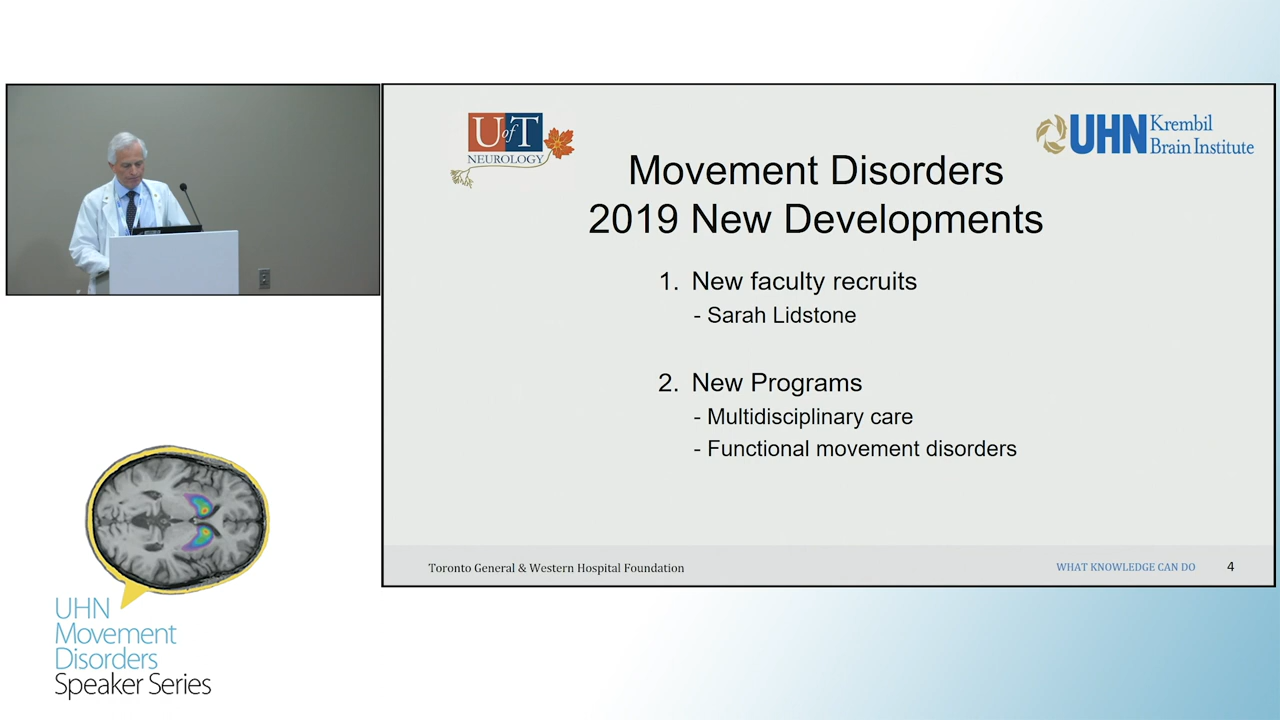 UofT
NEUROLOGY
UHN Krembil
Brain Institute
Movement Disorders
2019 New Developments
1. New faculty recruits
- Sarah Lidstone
2. New Programs
- Multidisciplinary care
- Functional movement disorders
Toronto General & Western Hospital Foundation
WHAT KNOWLEDGE CAN DO
4
UHN
Movement
Disorders
Speaker Series